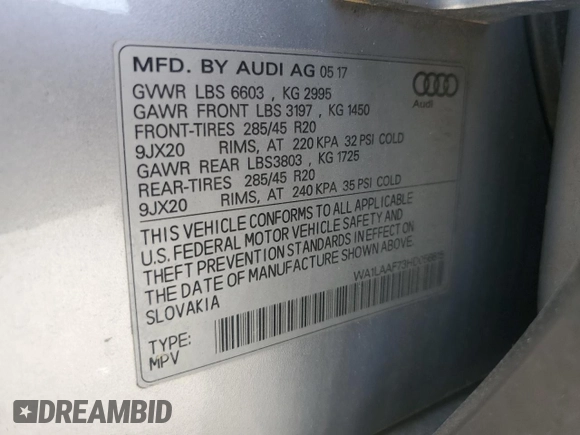 MFD. BY AUDI AG 05 17
GVWR LBS 6603 , KG 2995
GAWR FRONT LBS 3197 , KG 1450
FRONT-TIRES 285/45 R20
9JX20 RIMS, AT 220 KPA 32 PSI COLD
GAWR REAR LBS3803 , KG 1725
REAR-TIRES 285/45 R20
9JX20 RIMS, AT 240 KPA 35 PSI COLD
THIS VEHICLE CONFORMS TO ALL APPLICABLE
U.S. FEDERAL MOTOR VEHICLE SAFETY AND
THEFT PREVENTION STANDARDS IN EFFECT ON
THE DATE OF MANUFACTURE SHOWN ABOVE.
SLOVAKIA
TYPE:
MPV
Audi
DREAMBID